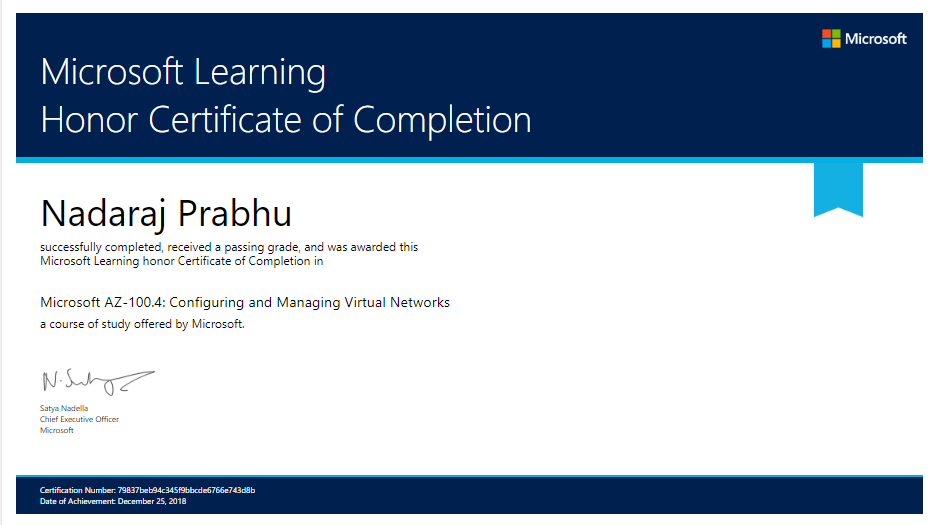 Microsoft
Microsoft Learning
Honor Certificate of Completion
Nadaraj Prabhu
successfully completed, received a passing grade, and was awarded this
Microsoft Learning honor Certificate of Completion in
Microsoft AZ-100.4: Configuring and Managing Virtual Networks
a course of study offered by Microsoft.
Satya Nadella
Chief Executive Officer
Microsoft
Certification Number: 79837beb94c345f9bbcde6766e743d8b
Date of Achievement: December 25, 2018